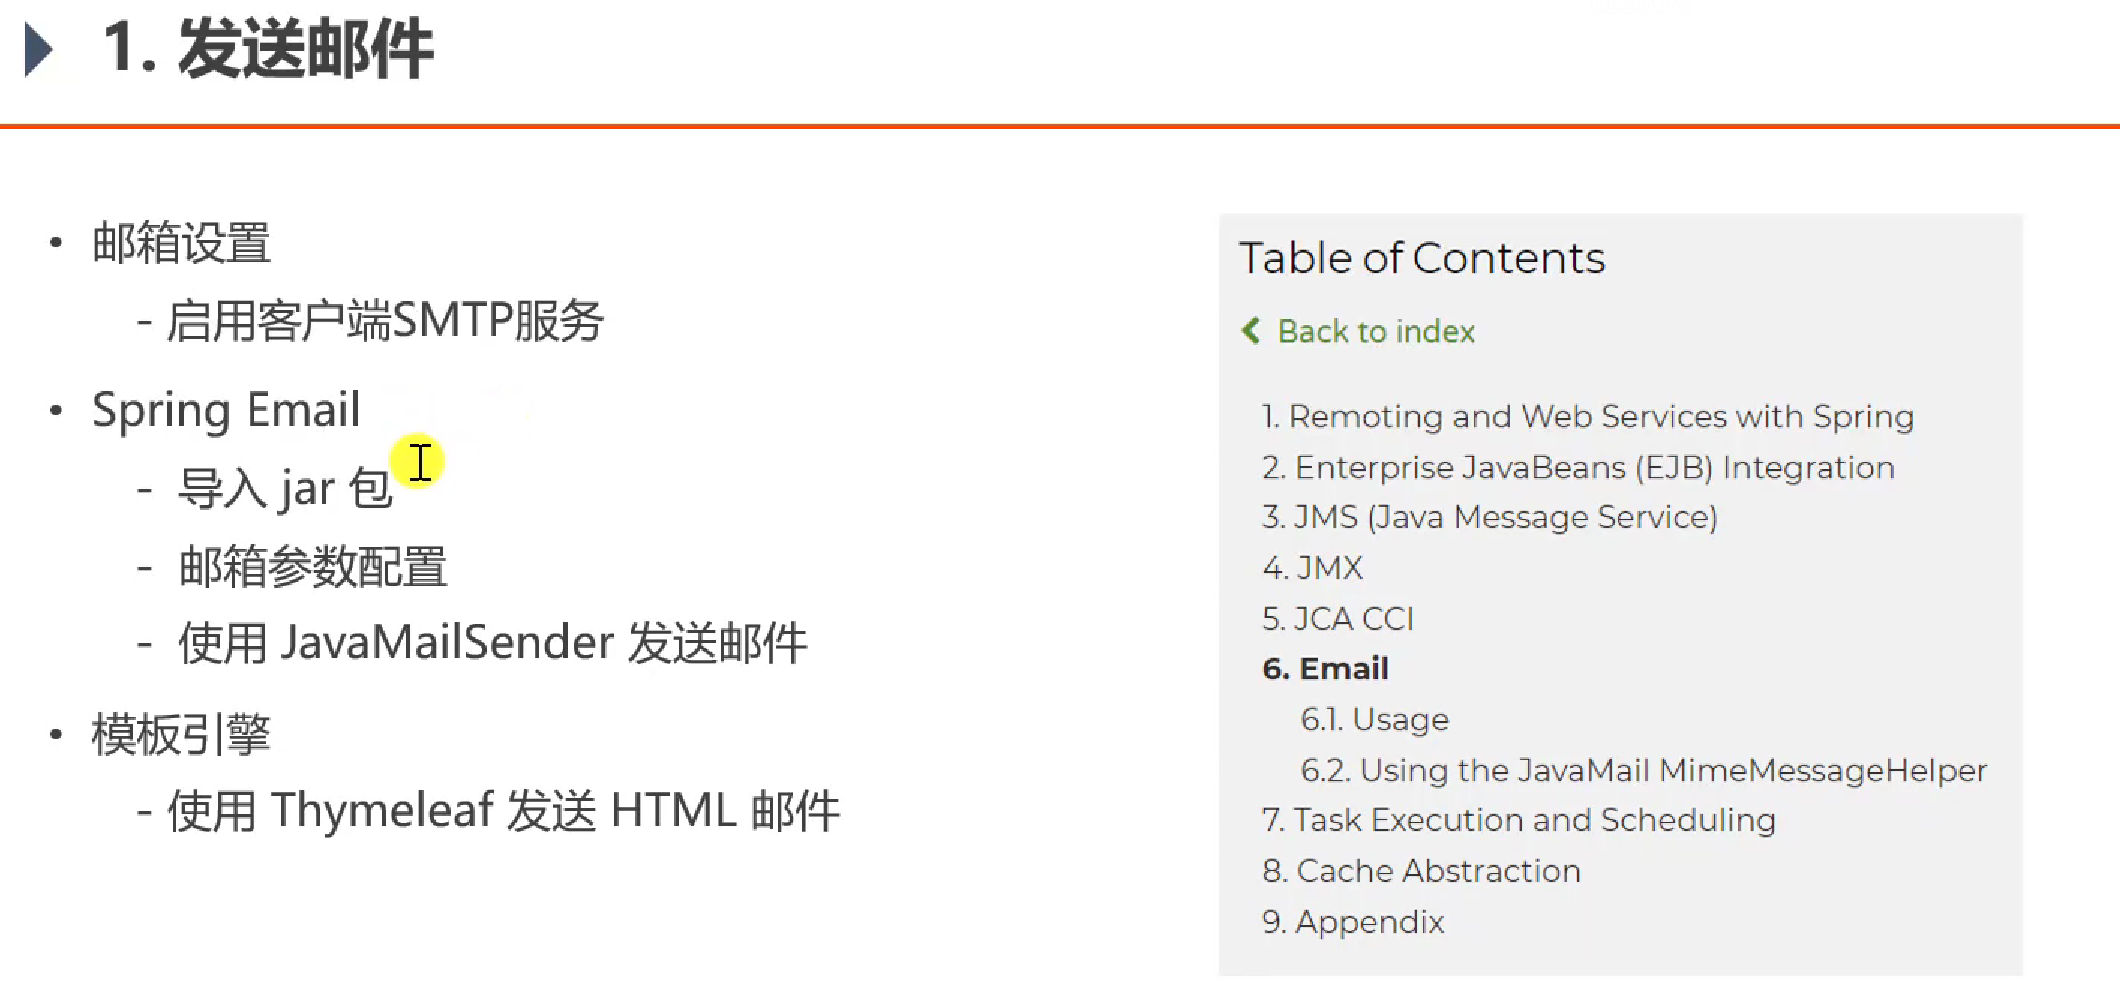 1. 发送邮件
• 邮箱设置
- 启用客户端SMTP服务
• Spring Email
- 导入 jar 包
- 邮箱参数配置
- 使用 JavaMailSender 发送邮件
• 模板引擎
- 使用 Thymeleaf 发送 HTML 邮件
Table of Contents
Back to index
1. Remoting and Web Services with Spring
2. Enterprise JavaBeans (EJB) Integration
3. JMS (Java Message Service)
4. JMX
5. JCA CCI
6. Email
6.1. Usage
6.2. Using the JavaMail MimeMessageHelper
7. Task Execution and Scheduling
8. Cache Abstraction
9. Appendix